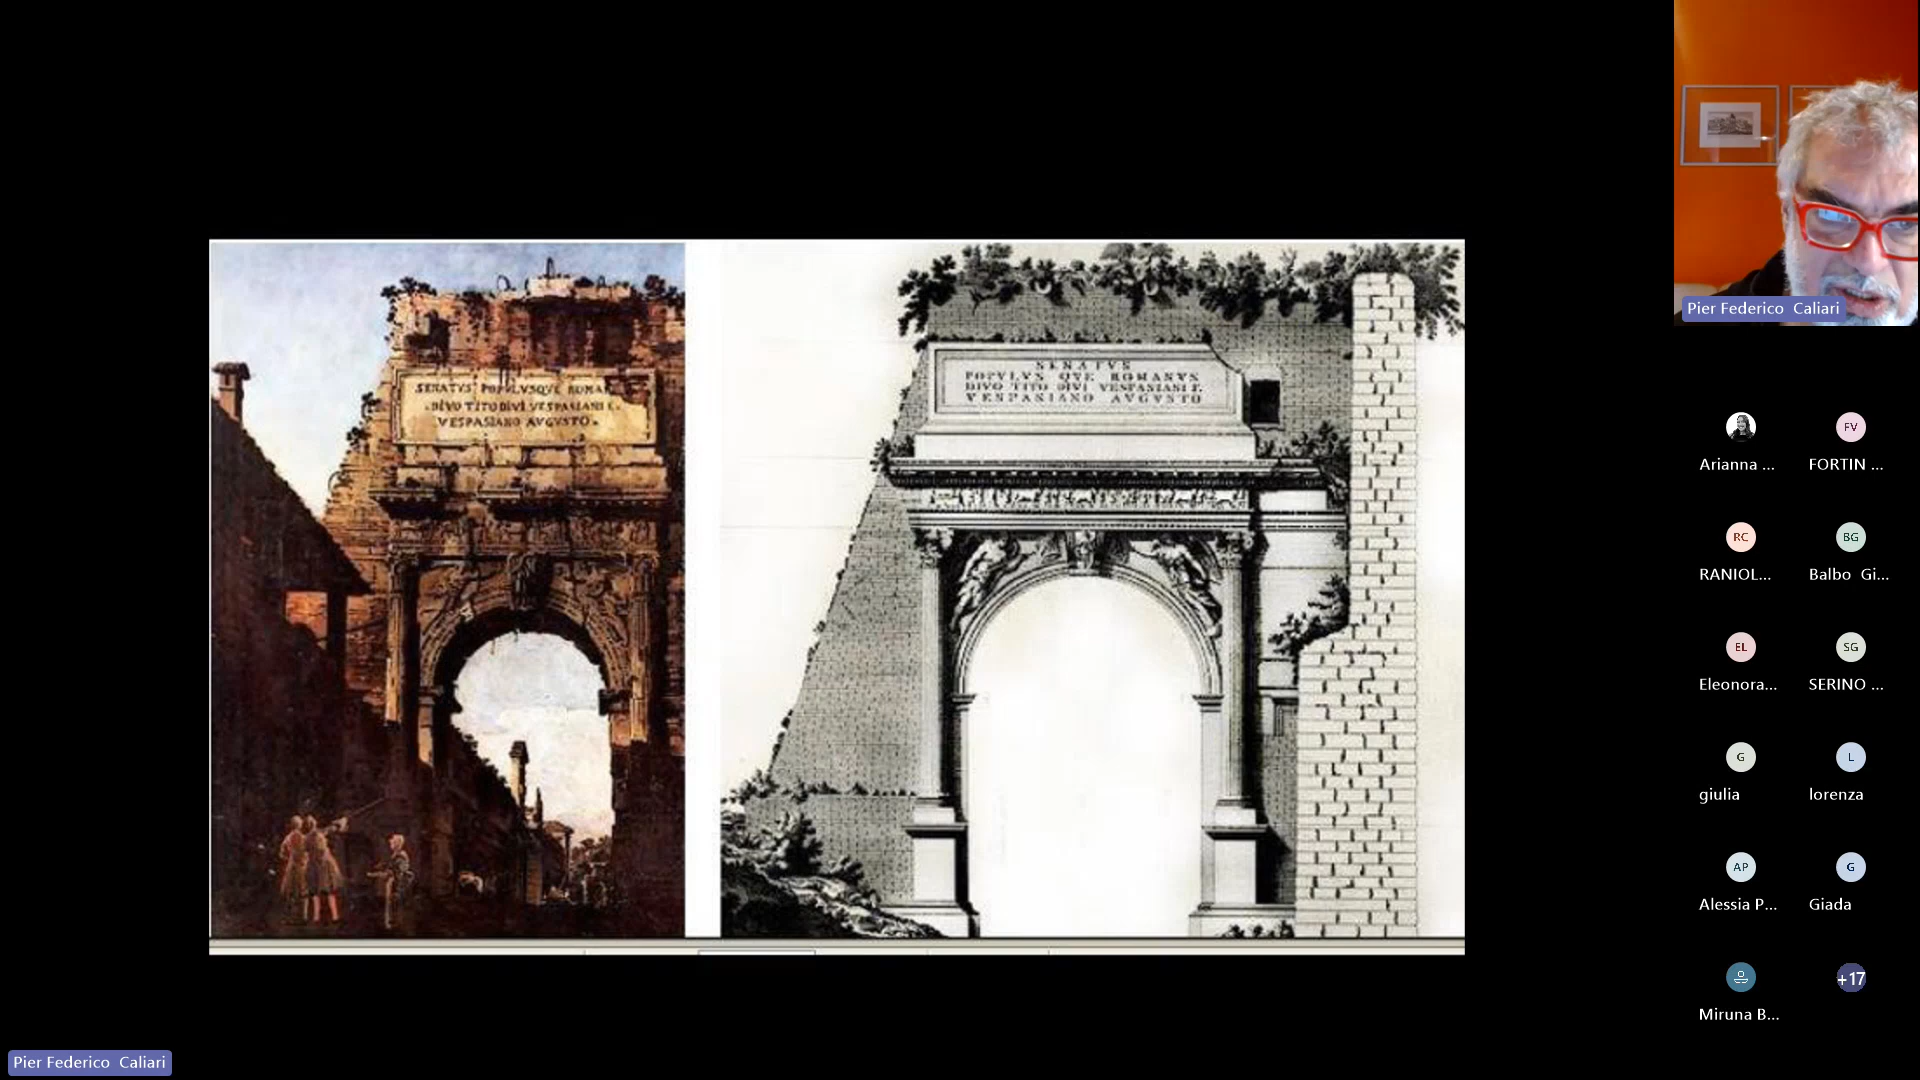 SENATVS POPVLVSQVE ROMAN
DIVO TITO DIVI VESPASIANI F.
VESPASIANO AVGVSTO.
SENATVS
POPVLVS QVE ROMANVS
DIVO TITO DIVI VESPASIANI F.
VESPASIANO AVGVSTO
Pier Federico Caliari
Arianna ...
FV
FORTIN ...
RC
RANIOL...
BG
Balbo Gi...
EL
Eleonora...
SG
SERINO ...
G
giulia
L
lorenza
AP
Alessia P...
G
Giada
Miruna B...
+17
Pier Federico Caliari